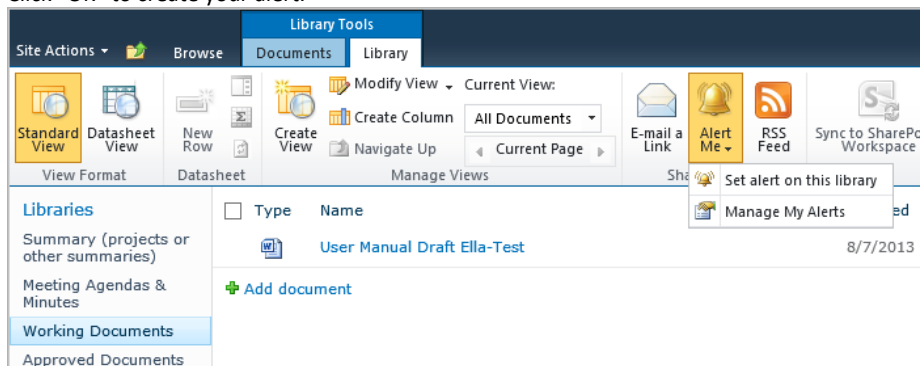 Click "OK" to create your alert.
Library Tools
Site Actions Browse Documents Library
Standard View
Datasheet View
New Row
Create View
Modify View
Create Column
Navigate Up
Current View:
All Documents
Current Page
E-mail a Link
Alert Me
RSS Feed
Sync to SharePo
Workspace
View Format Datasheet Manage Views Sha
Set alert on this library
Manage My Alerts
Libraries
Summary (projects or
other summaries)
Meeting Agendas &
Minutes
Working Documents
Approved Documents
Type Name ed
User Manual Draft Ella-Test 8/7/2013
Add document